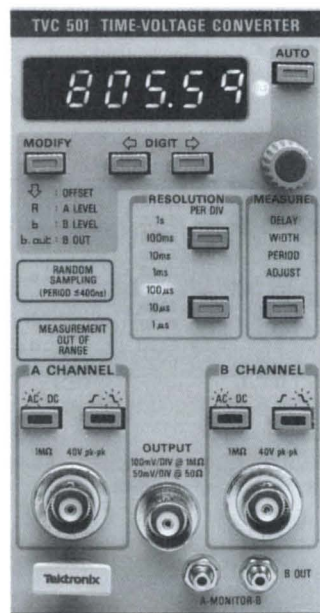 TVC 501 TIME-VOLTAGE CONVERTER
805.59
AUTO
MODIFY
⇦ DIGIT ⇨
⇩ : OFFSET
A : A LEVEL
b : B LEVEL
b.out : B OUT
RESOLUTION
PER DIV
1s
100ms
10ms
1ms
100µs
10µs
1µs
MEASURE
DELAY
WIDTH
PERIOD
ADJUST
RANDOM
SAMPLING
(PERIOD ≤400ns)
MEASUREMENT
OUT OF
RANGE
A CHANNEL
AC - DC
1MΩ 40V pk-pk
B CHANNEL
AC - DC
1MΩ 40V pk-pk
OUTPUT
100mV/DIV @ 1MΩ
50mV/DIV @ 50Ω
Tektronix
A-MONITOR-B
B OUT